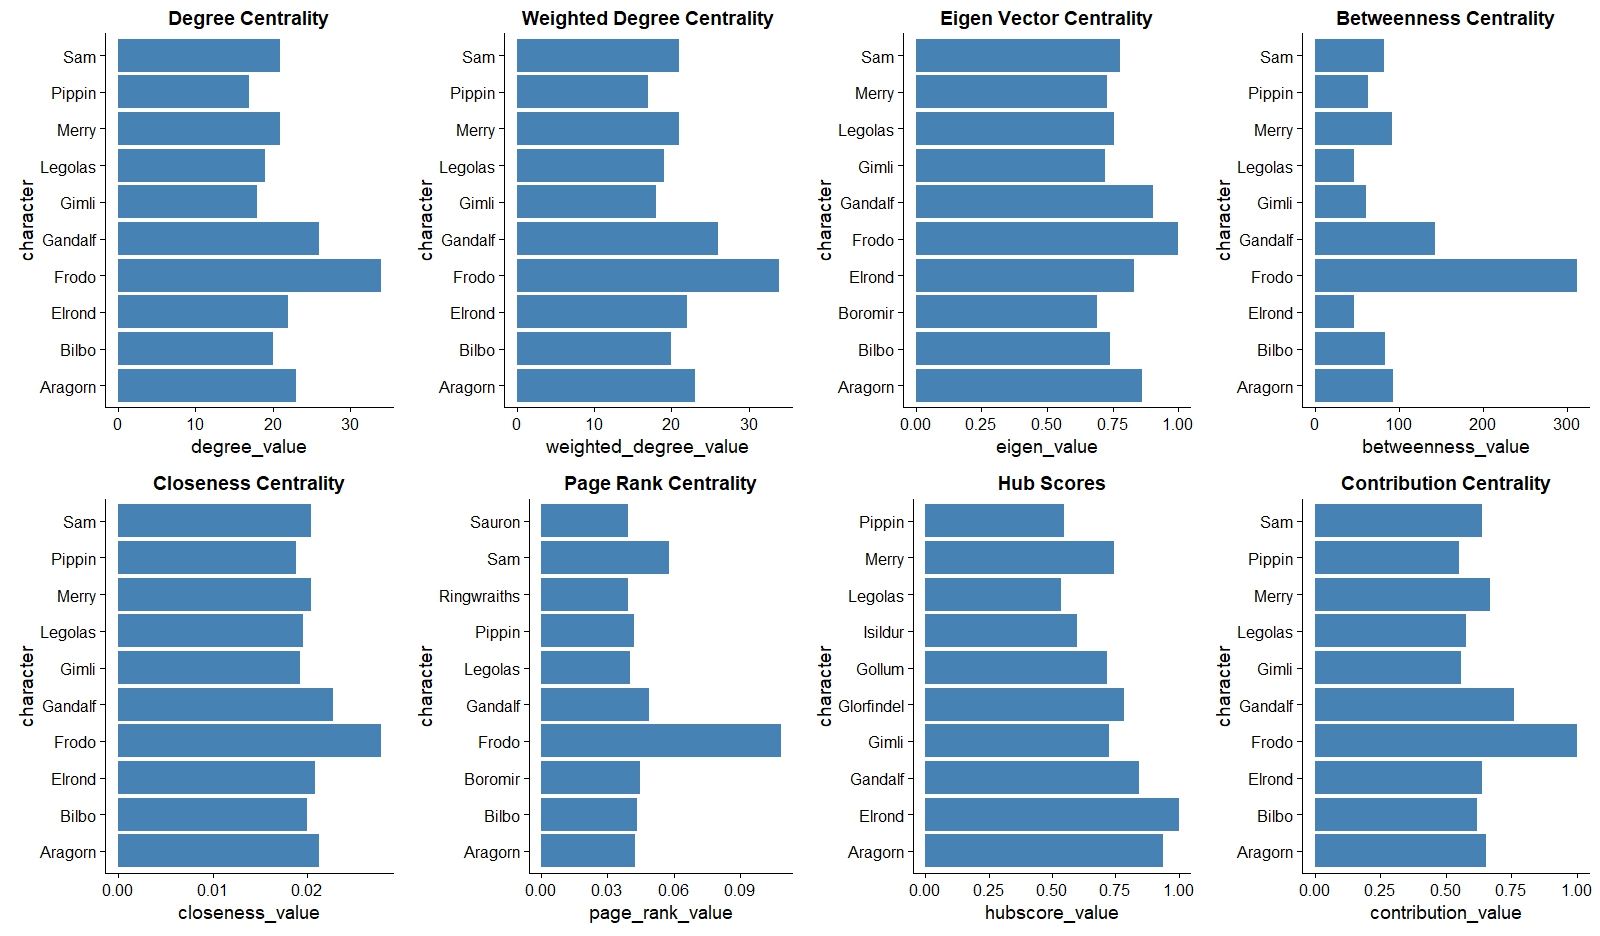 Degree Centrality
character
Sam
Pippin
Merry
Legolas
Gimli
Gandalf
Frodo
Elrond
Bilbo
Aragorn
0 10 20 30
degree_value
Weighted Degree Centrality
character
Sam
Pippin
Merry
Legolas
Gimli
Gandalf
Frodo
Elrond
Bilbo
Aragorn
0 10 20 30
weighted_degree_value
Eigen Vector Centrality
character
Sam
Merry
Legolas
Gimli
Gandalf
Frodo
Elrond
Boromir
Bilbo
Aragorn
0.00 0.25 0.50 0.75 1.00
eigen_value
Betweenness Centrality
character
Sam
Pippin
Merry
Legolas
Gimli
Gandalf
Frodo
Elrond
Bilbo
Aragorn
0 100 200 300
betweenness_value
Closeness Centrality
character
Sam
Pippin
Merry
Legolas
Gimli
Gandalf
Frodo
Elrond
Bilbo
Aragorn
0.00 0.01 0.02
closeness_value
Page Rank Centrality
character
Sauron
Sam
Ringwraiths
Pippin
Legolas
Gandalf
Frodo
Boromir
Bilbo
Aragorn
0.00 0.03 0.06 0.09
page_rank_value
Hub Scores
character
Pippin
Merry
Legolas
Isildur
Gollum
Glorfindel
Gimli
Gandalf
Elrond
Aragorn
0.00 0.25 0.50 0.75 1.00
hubscore_value
Contribution Centrality
character
Sam
Pippin
Merry
Legolas
Gimli
Gandalf
Frodo
Elrond
Bilbo
Aragorn
0.00 0.25 0.50 0.75 1.00
contribution_value